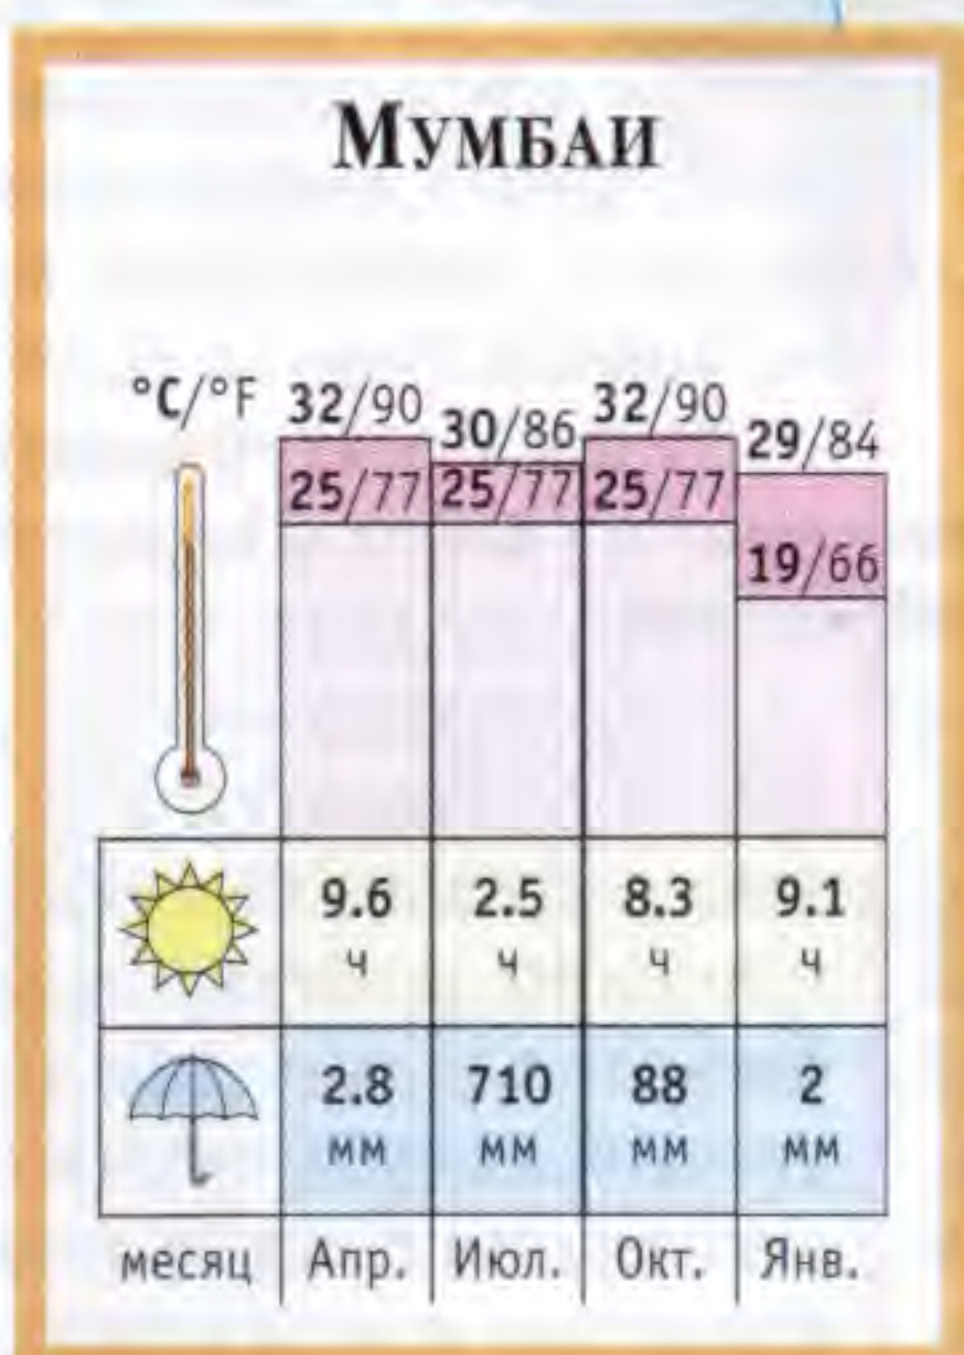 Мумбаи
°C/°F 32/90 30/86 32/90 29/84
25/77 25/77 25/77 19/66
9.6 2.5 8.3 9.1
ч ч ч ч
2.8 710 88 2
мм мм мм мм
месяц Апр. Июл. Окт. Янв.